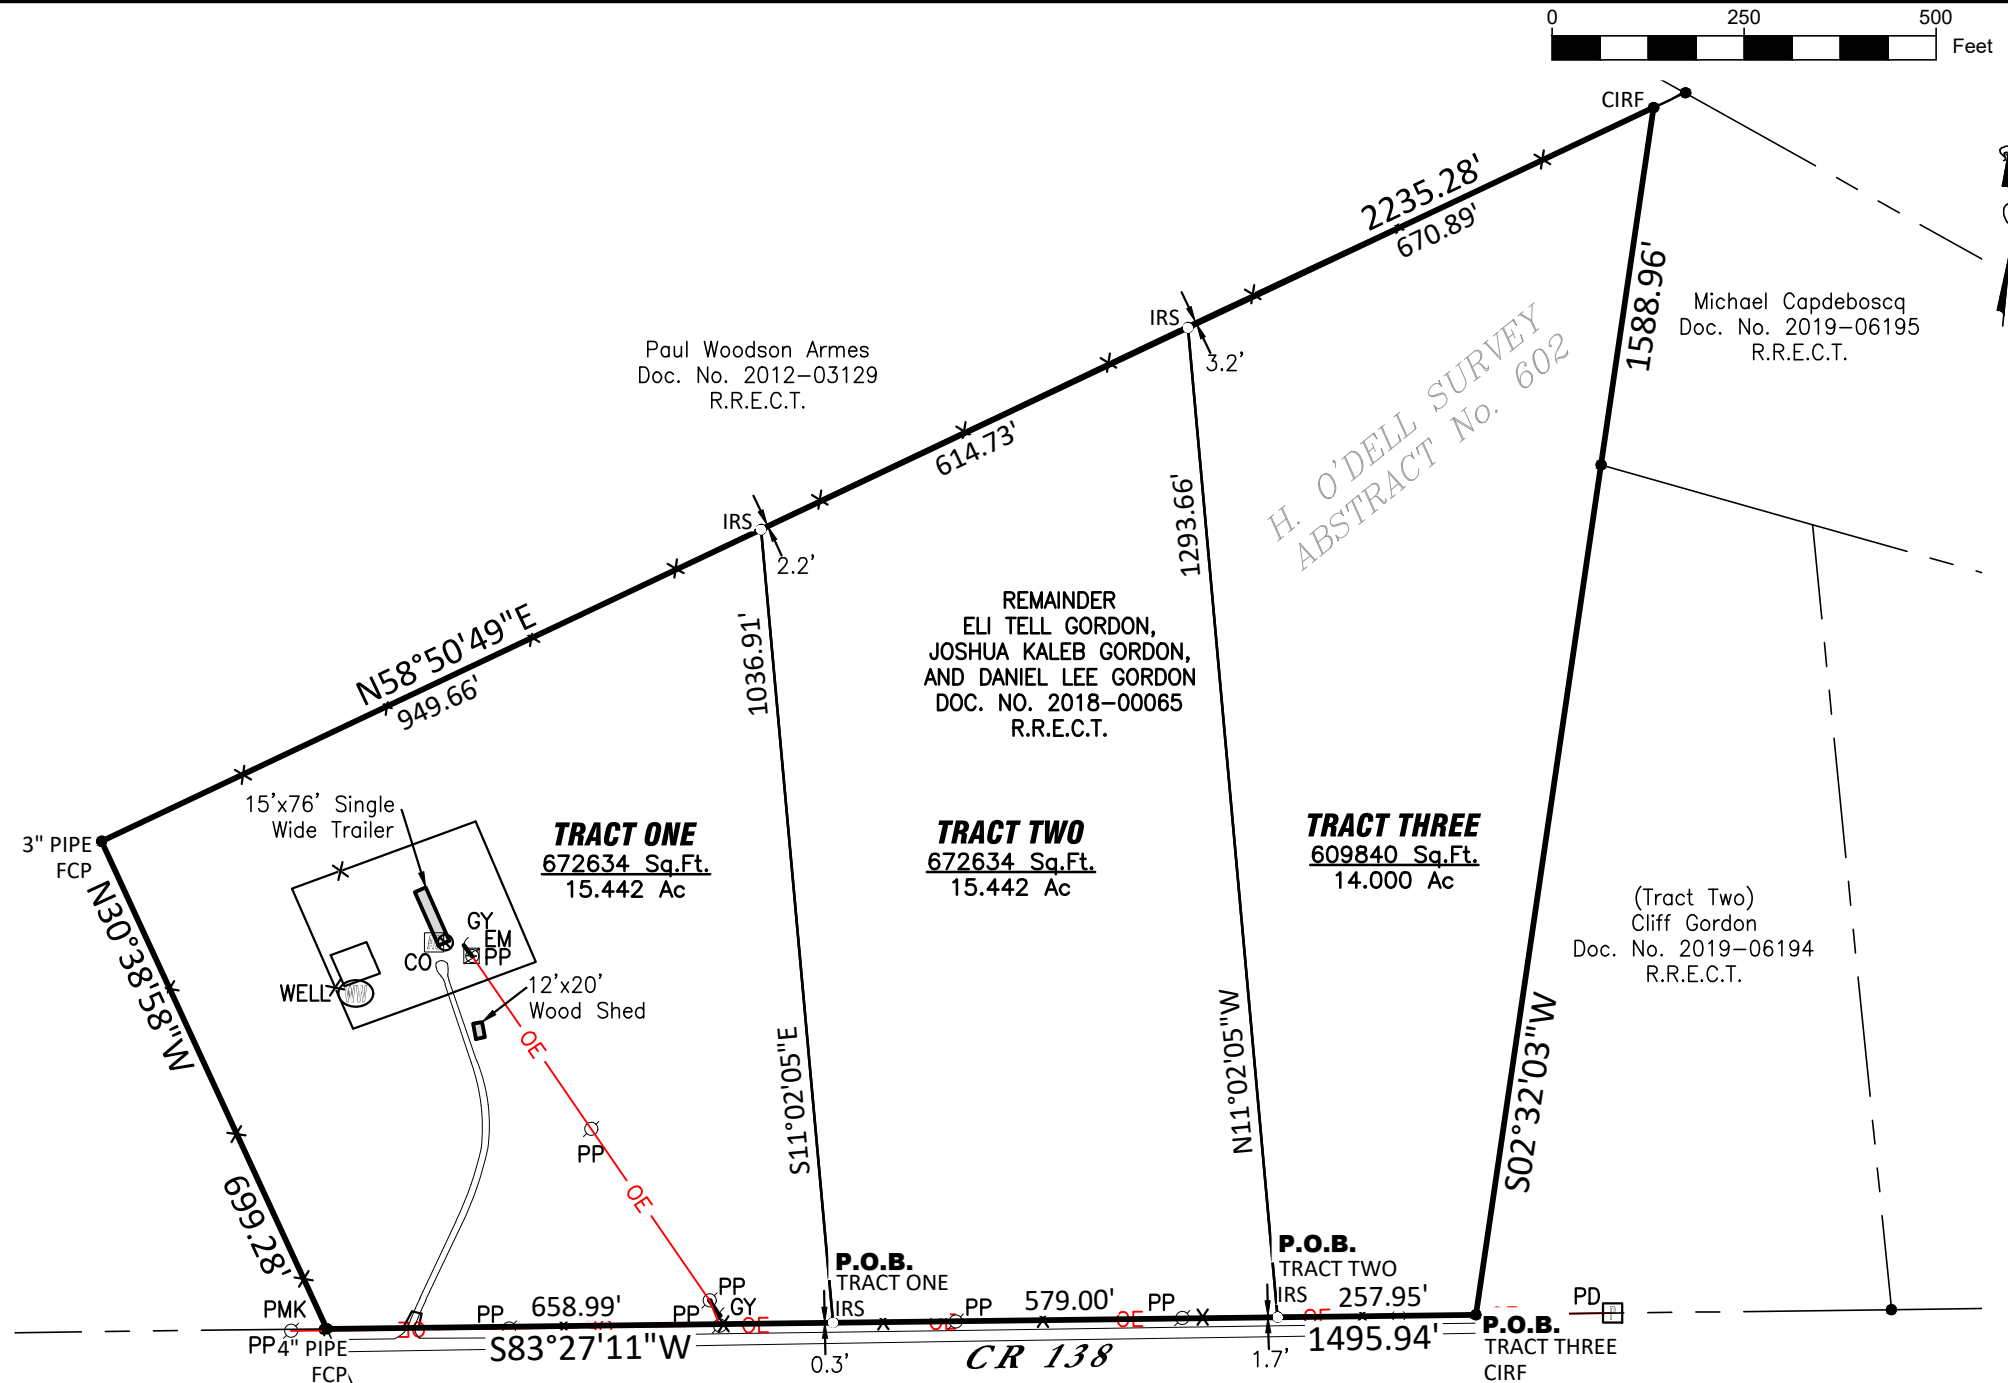 0 250 500
Feet
CIRF
2235.28'
670.89'
1588.96'
Michael Capdeboscq
Doc. No. 2019-06195
R.R.E.C.T.
IRS
3.2'
H. O'DELL SURVEY
ABSTRACT No. 602
Paul Woodson Armes
Doc. No. 2012-03129
R.R.E.C.T.
614.73'
IRS
2.2'
1293.66'
1036.91'
REMAINDER
ELI TELL GORDON,
JOSHUA KALEB GORDON,
AND DANIEL LEE GORDON
DOC. NO. 2018-00065
R.R.E.C.T.
N58°50'49"E
949.66'
15'x76' Single
Wide Trailer
3" PIPE
FCP
TRACT ONE
672634 Sq.Ft.
15.442 Ac
TRACT TWO
672634 Sq.Ft.
15.442 Ac
TRACT THREE
609840 Sq.Ft.
14.000 Ac
(Tract Two)
Cliff Gordon
Doc. No. 2019-06194
R.R.E.C.T.
N30°38'58"W
699.28'
GY
EM
PP
CO
WELL
WW
12'x20'
Wood Shed
OE
PP
OE
S11°02'05"E
N11°02'05"W
S02°32'03"W
P.O.B.
TRACT ONE
IRS
P.O.B.
TRACT TWO
IRS
PMK
PP
4" PIPE
FCP
OE
PP
658.99'
PP
PP
GY
OE
OE
PP
579.00'
OE
PP
OE
257.95'
PD
P
S83°27'11"W
0.3'
CR 138
1.7'
1495.94'
P.O.B.
TRACT THREE
CIRF